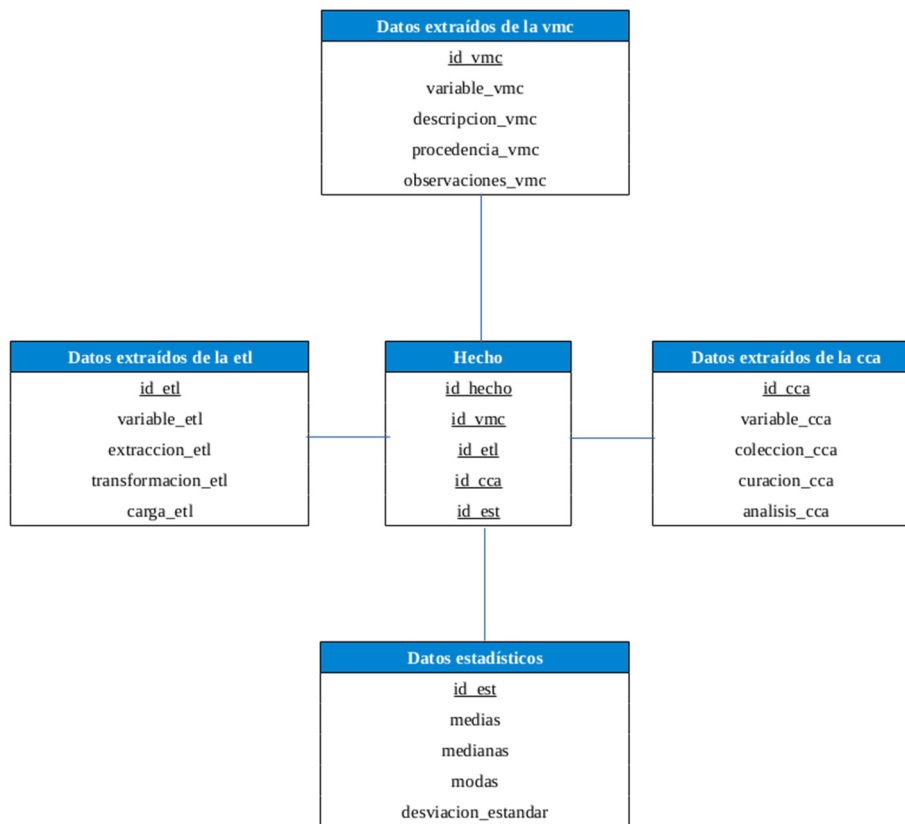 Datos extraídos de la vmc
id_vmc
variable_vmc
descripcion_vmc
procedencia_vmc
observaciones_vmc
Datos extraídos de la etl
id_etl
variable_etl
extraccion_etl
transformacion_etl
carga_etl
Hecho
id_hecho
id_vmc
id_etl
id_cca
id_est
Datos extraídos de la cca
id_cca
variable_cca
coleccion_cca
curacion_cca
analisis_cca
Datos estadísticos
id_est
medias
medianas
modas
desviacion_estandar